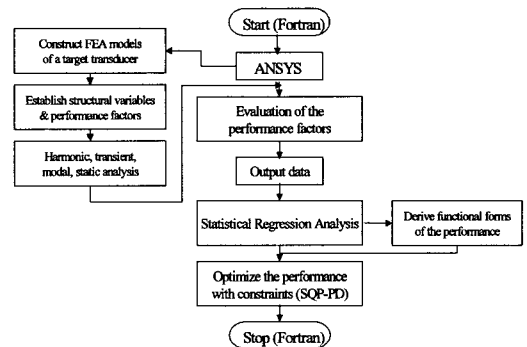 Start (Fortran)
Construct FEA models
of a target transducer
ANSYS
Establish structural variables
& performance factors
Harmonic, transient,
modal, static analysis
Evaluation of the
performance factors
Output data
Statistical Regression Analysis
Derive functional forms
of the performance
Optimize the performance
with constraints (SQP-PD)
Stop (Fortran)